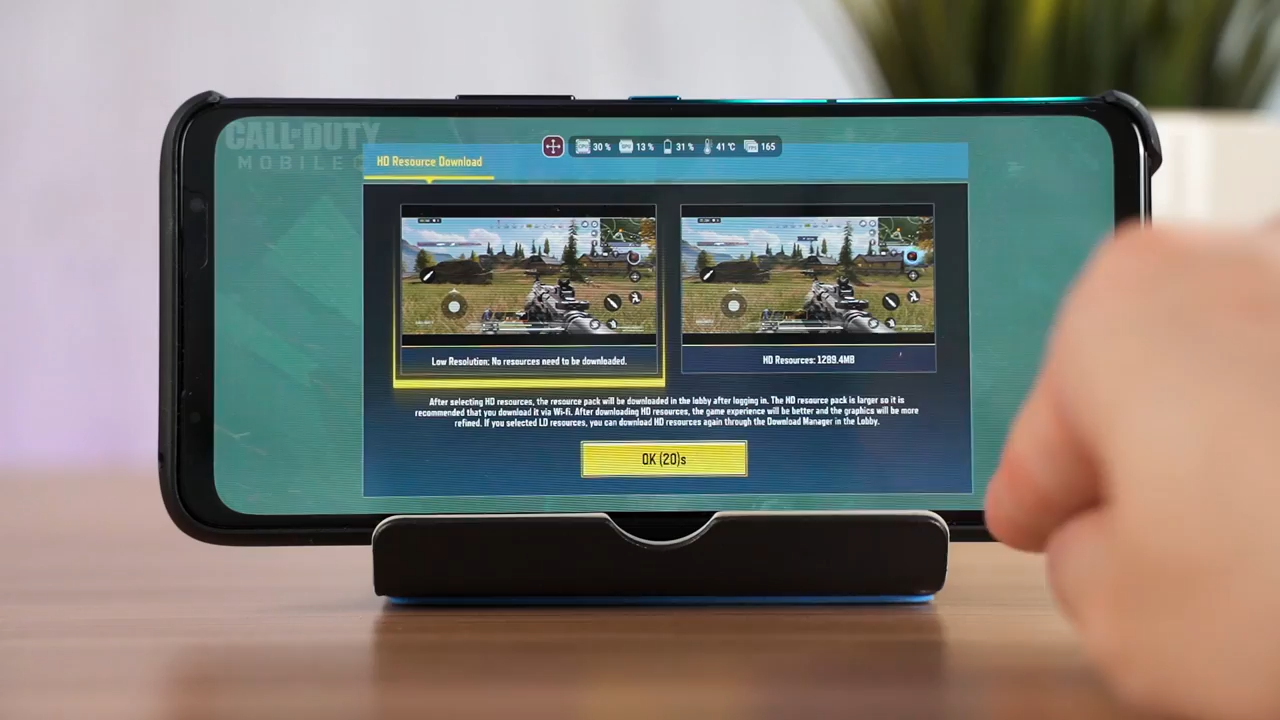 CALL OF DUTY
MOBILE
HD Resource Download
CPU 30 % GPU 13 % 31 % 41 °C FPS 165
Low Resolution: No resources need to be downloaded.
HD Resources: 1289.4MB
After selecting HD resources, the resource pack will be downloaded in the lobby after logging in. The HD resource pack is larger so it is
recommended that you download it via Wi-fi. After downloading HD resources, the game experience will be better and the graphics will be more
refined. If you selected LD resources, you can download HD resources again through the Download Manager in the Lobby.
OK (20)s